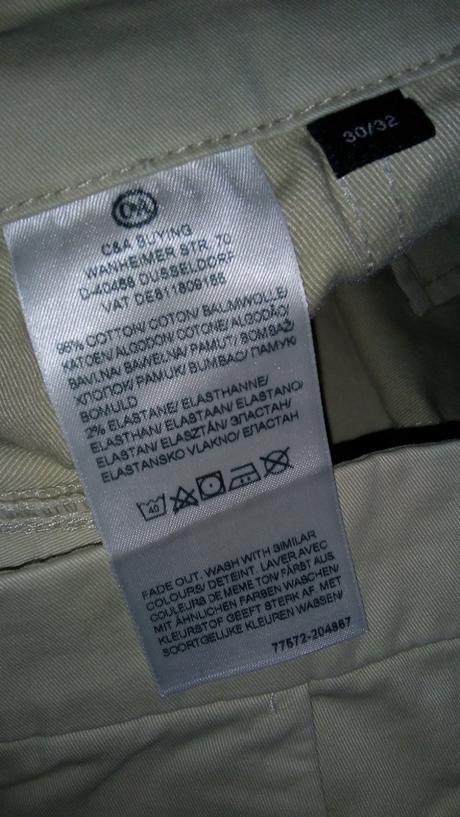 30/32
C&A
C&A BUYING
WANHEIMER STR. 70
D-40468 DUSSELDORF
VAT DE811809155
98% COTTON/ COTON/ BAUMWOLLE/
KATOEN/ ALGODON/ COTONE/ ALGODÃO/
BAVLNA/ BAWEŁNA/ PAMUT/ BOMBAŽ/
ХЛОПОК/ PAMUK/ BUMBAC/ ПАМУК/
BOMULD
2% ELASTANE/ ELASTHANNE/
ELASTHAN/ ELASTAAN/ ELASTANO/
ELASTAN/ ELASZTÁN/ ЭЛАСТАН/
ELASTANSKO VLAKNO/ ЕЛАСТАН
40
FADE OUT. WASH WITH SIMILAR
COLOURS/ DETEINT. LAVER AVEC
COULEURS DE MEME TON/ FÄRBT AUS.
MIT ÄHNLICHEN FARBEN WASCHEN/
KLEURSTOF GEEFT STERK AF. MET
SOORTGELIJKE KLEUREN WASSEN/
77572-204867